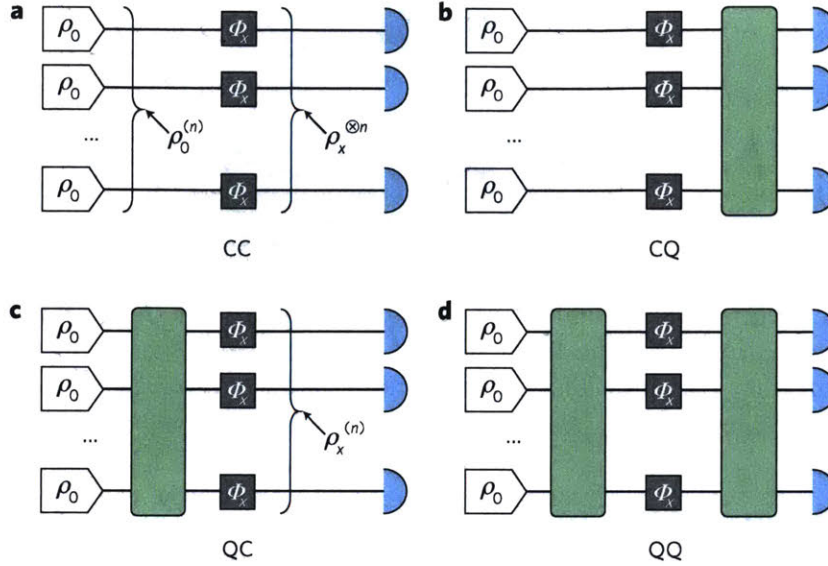 a
ρ₀ Φₓ
ρ₀ Φₓ
... ρ₀⁽ⁿ⁾ ρₓ^⊗n
ρ₀ Φₓ
CC
b
ρ₀ Φₓ
ρ₀ Φₓ
...
ρ₀ Φₓ
CQ
c
ρ₀ Φₓ
ρ₀ Φₓ
... ρₓ⁽ⁿ⁾
ρ₀ Φₓ
QC
d
ρ₀ Φₓ
ρ₀ Φₓ
...
ρ₀ Φₓ
QQ